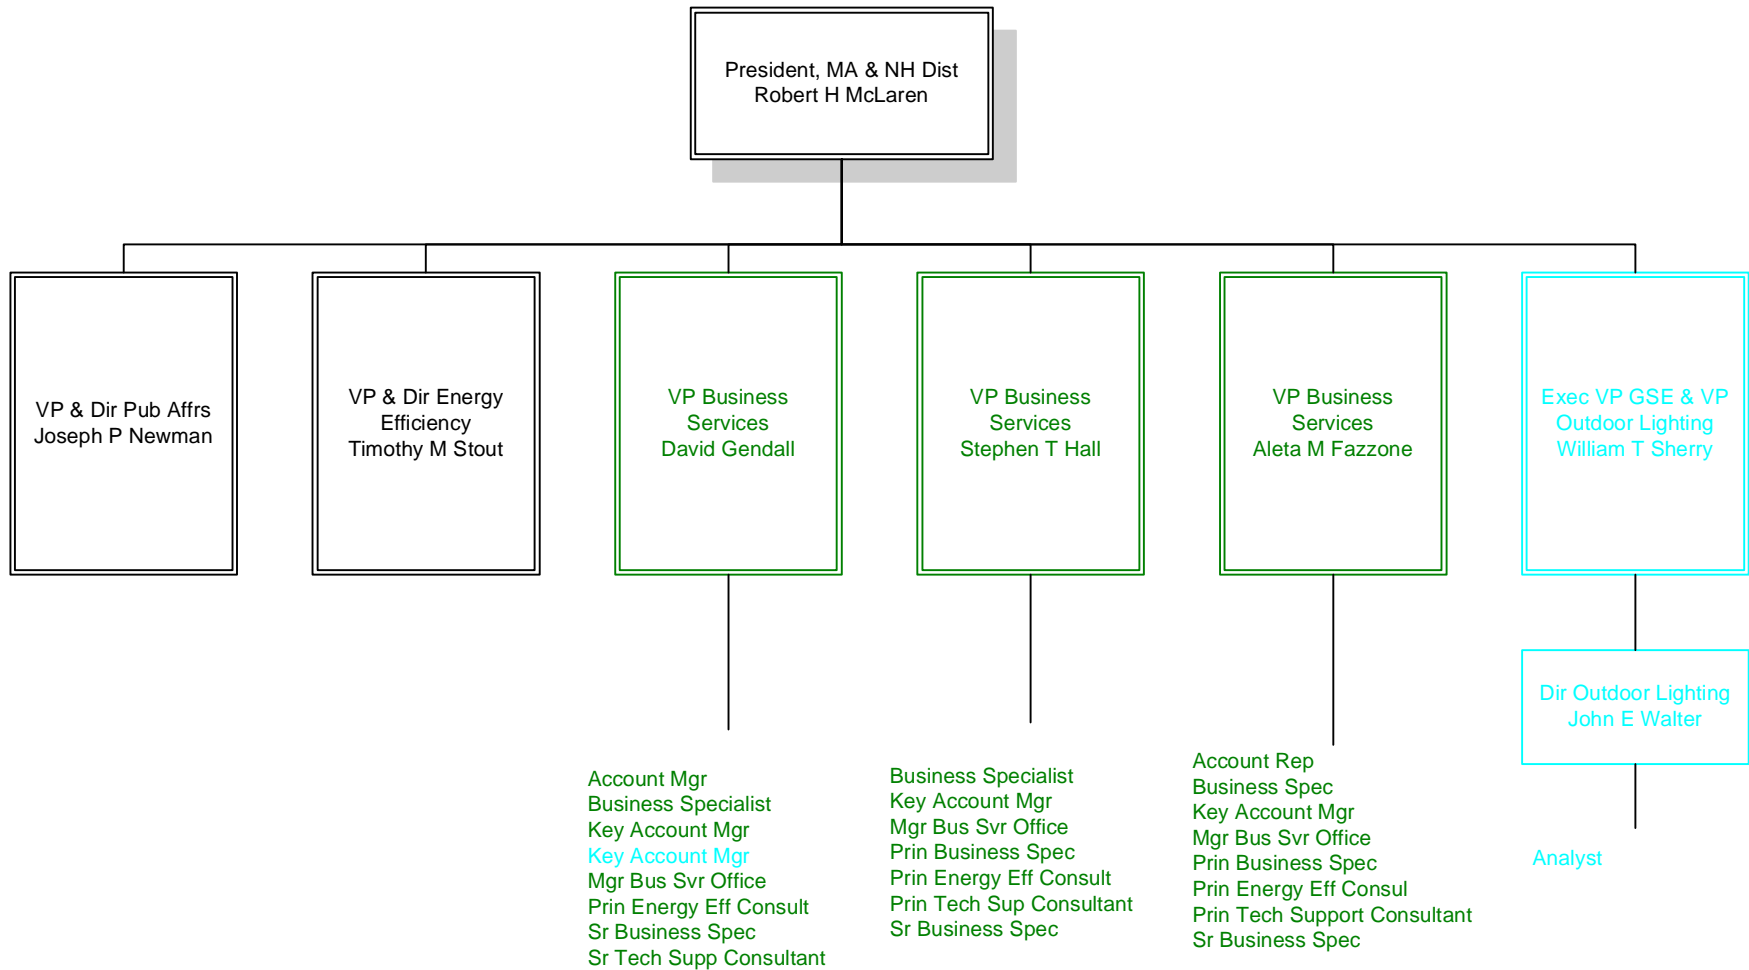 President, MA & NH Dist
Robert H McLaren
VP & Dir Pub Affrs
Joseph P Newman
VP & Dir Energy
Efficiency
Timothy M Stout
VP Business
Services
David Gendall
VP Business
Services
Stephen T Hall
VP Business
Services
Aleta M Fazzone
Exec VP GSE & VP
Outdoor Lighting
William T Sherry
Dir Outdoor Lighting
John E Walter
Account Mgr
Business Specialist
Key Account Mgr
Key Account Mgr
Mgr Bus Svr Office
Prin Energy Eff Consult
Sr Business Spec
Sr Tech Supp Consultant
Business Specialist
Key Account Mgr
Mgr Bus Svr Office
Prin Business Spec
Prin Energy Eff Consult
Prin Tech Sup Consultant
Sr Business Spec
Account Rep
Business Spec
Key Account Mgr
Mgr Bus Svr Office
Prin Business Spec
Prin Energy Eff Consul
Prin Tech Support Consultant
Sr Business Spec
Analyst